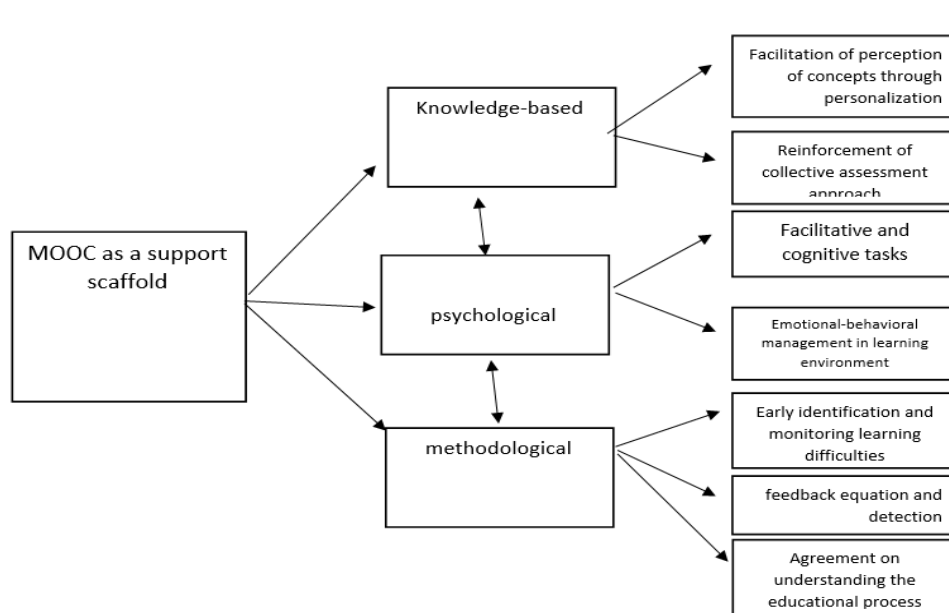 MOOC as a support
scaffold
Knowledge-based
psychological
methodological
Facilitation of perception
of concepts through
personalization
Reinforcement of
collective assessment
approach
Facilitative and
cognitive tasks
Emotional-behavioral
management in learning
environment
Early identification and
monitoring learning
difficulties
feedback equation and
detection
Agreement on
understanding the
educational process